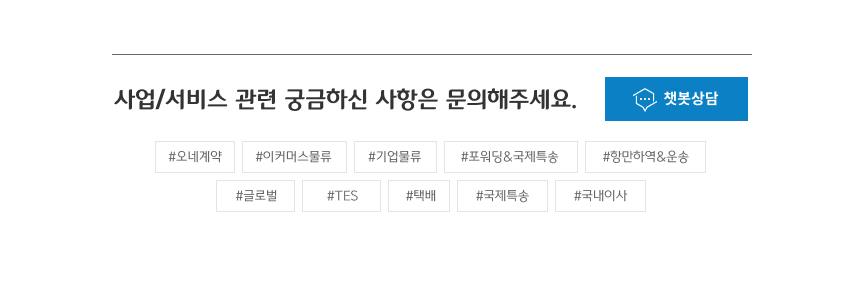 사업/서비스 관련 궁금하신 사항은 문의해주세요. 챗봇상담
#오네계약 #이커머스물류 #기업물류 #포워딩&국제특송 #항만하역&운송
#글로벌 #TES #택배 #국제특송 #국내이사